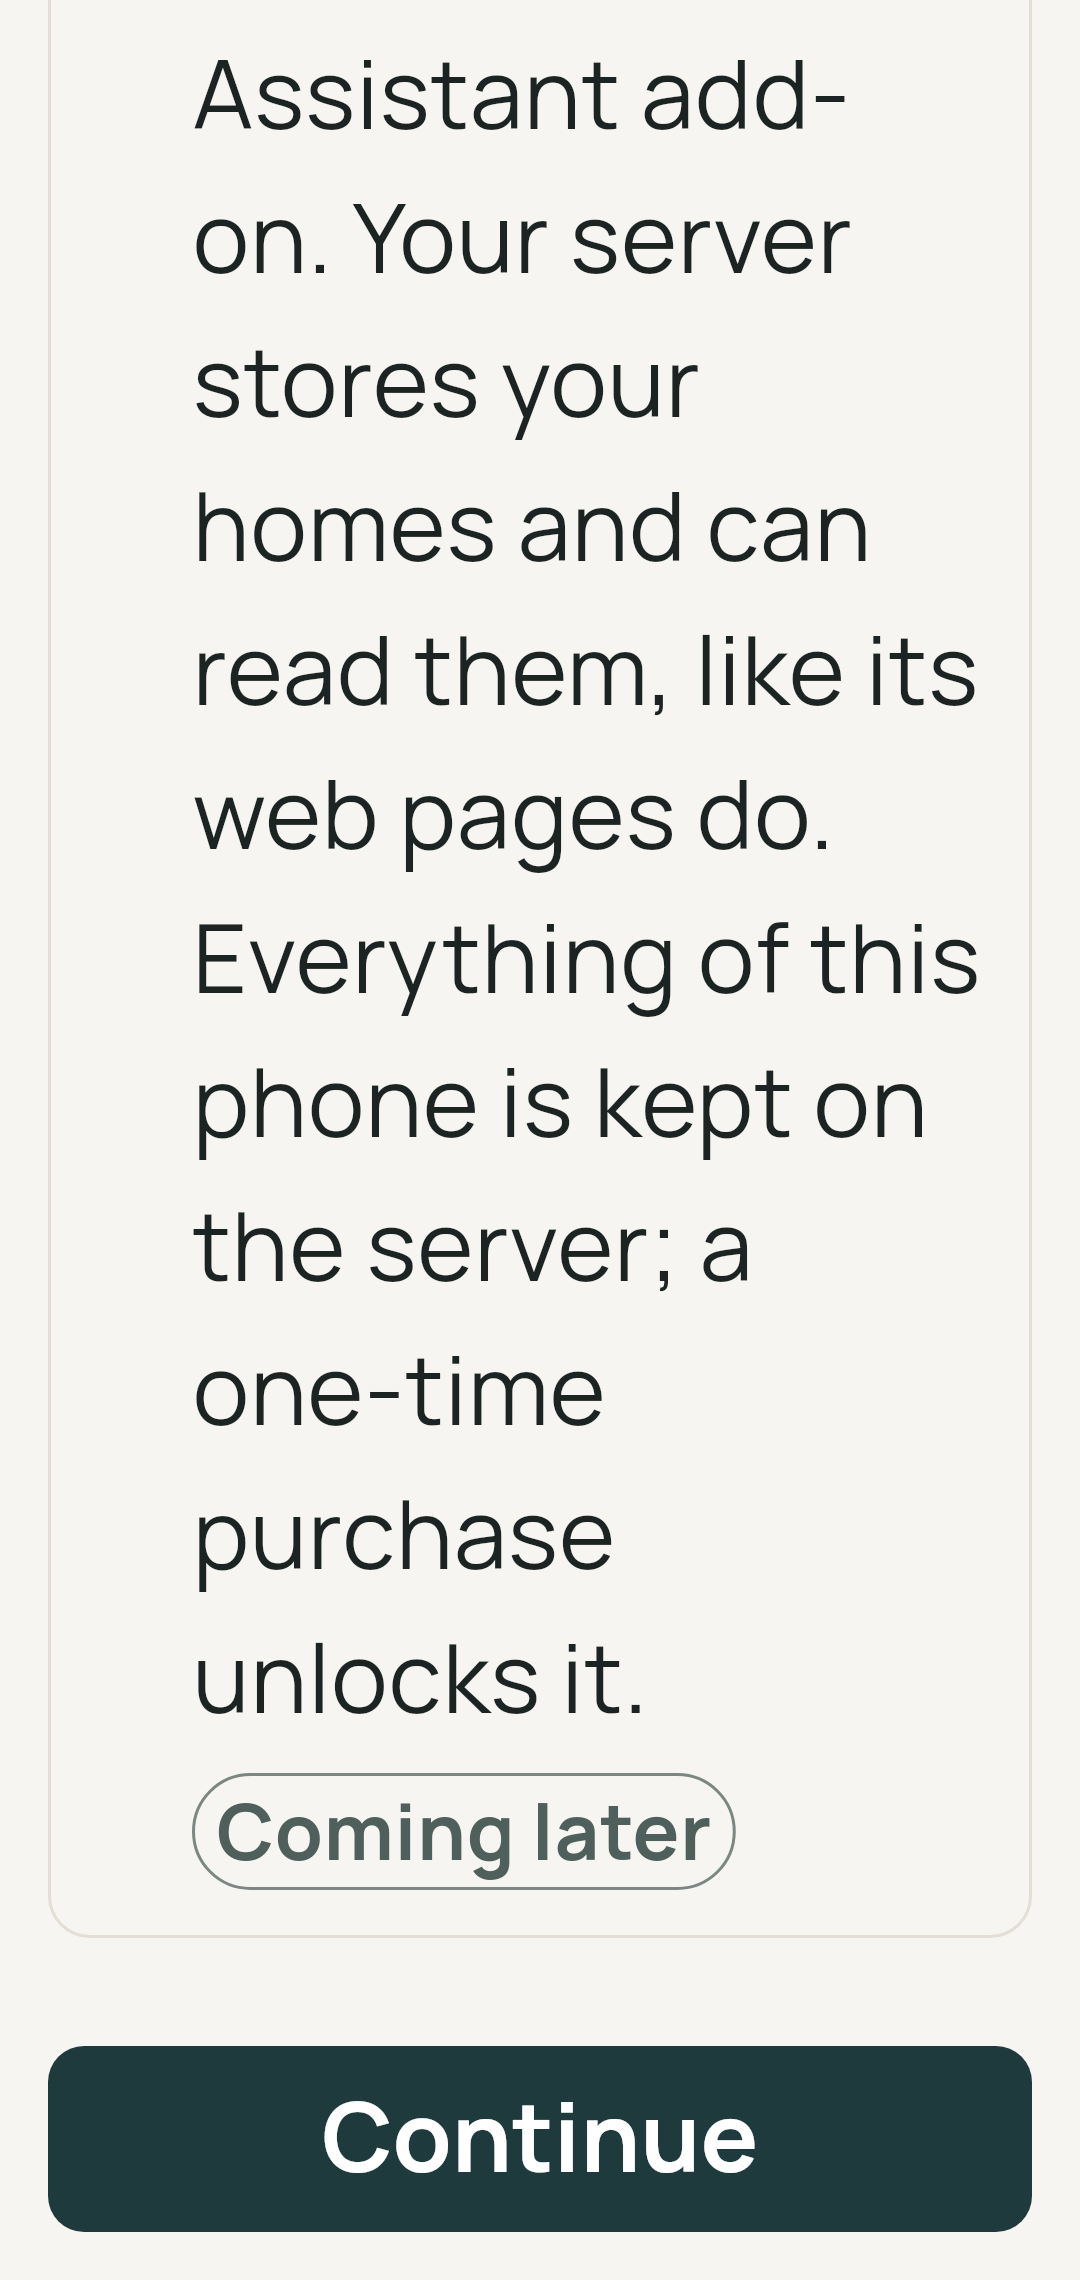 Assistant add-
on. Your server
stores your
homes and can
read them, like its
web pages do.
Everything of this
phone is kept on
the server; a
one-time
purchase
unlocks it.
Coming later
Continue